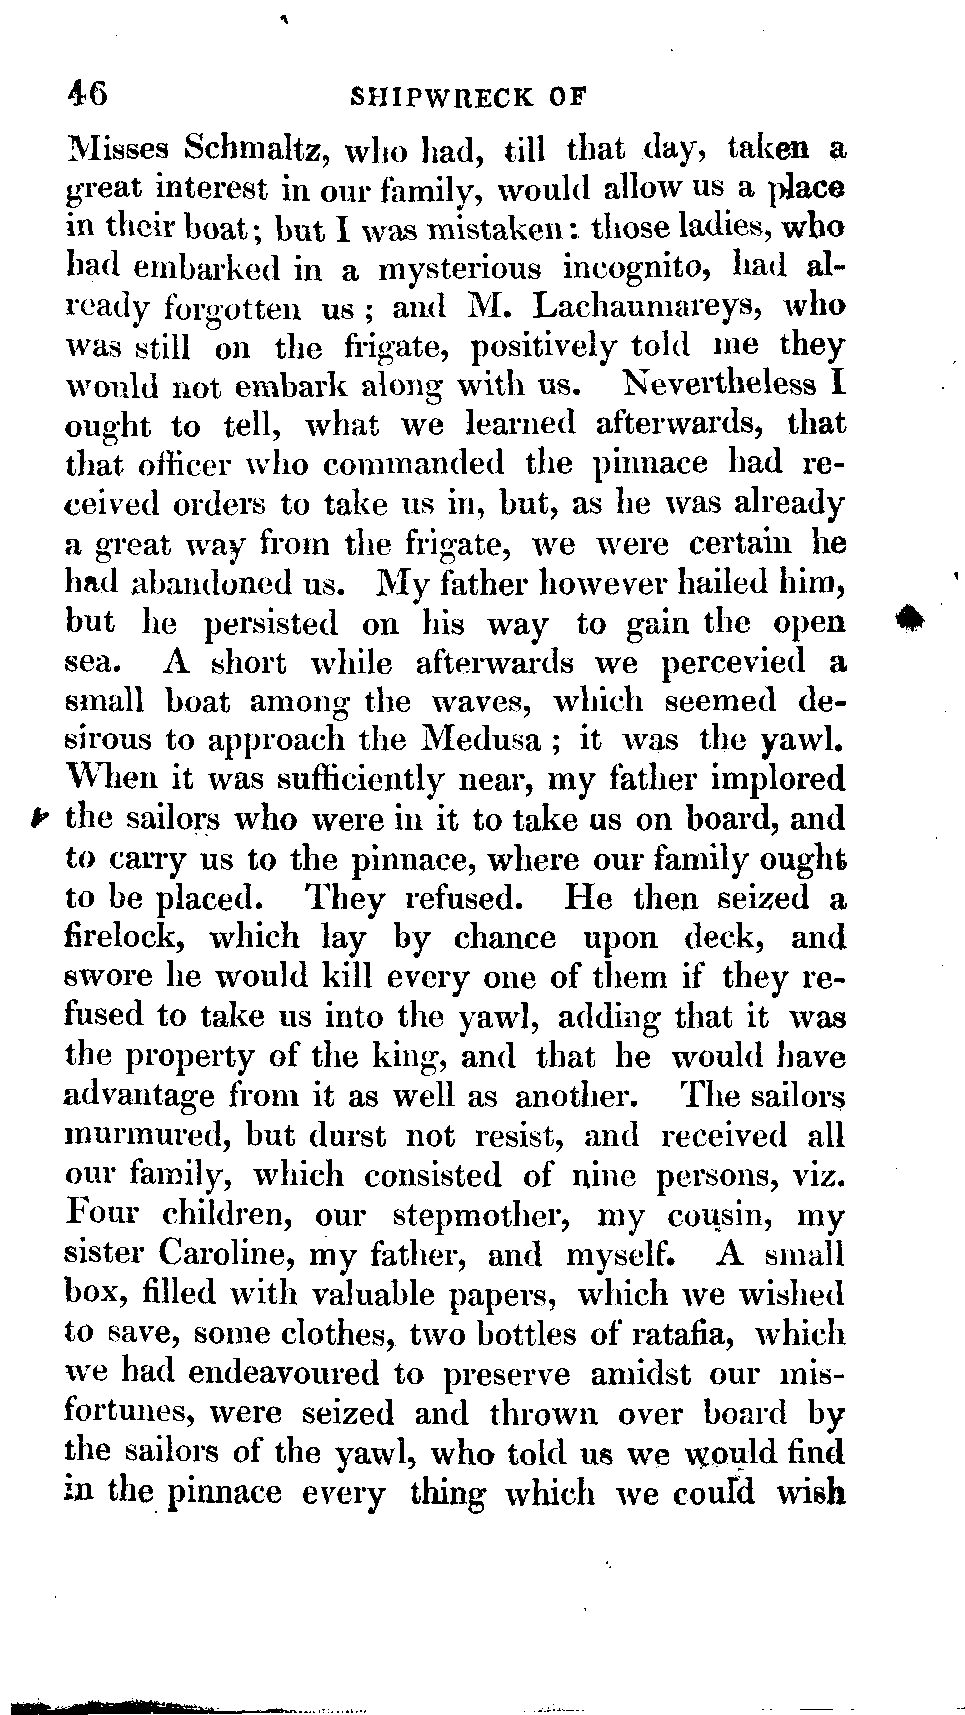 46 SHIPWRECK OF
Misses Schmaltz, who had, till that day, taken a
great interest in our family, would allow us a place
in their boat; but I was mistaken: those ladies, who
had embarked in a mysterious incognito, had al-
ready forgotten us ; and M. Lachaumareys, who
was still on the frigate, positively told me they
would not embark along with us. Nevertheless I
ought to tell, what we learned afterwards, that
that officer who commanded the pinnace had re-
ceived orders to take us in, but, as he was already
a great way from the frigate, we were certain he
had abandoned us. My father however hailed him,
but he persisted on his way to gain the open
sea. A short while afterwards we percevied a
small boat among the waves, which seemed de-
sirous to approach the Medusa ; it was the yawl.
When it was sufficiently near, my father implored
the sailors who were in it to take us on board, and
to carry us to the pinnace, where our family ought
to be placed. They refused. He then seized a
firelock, which lay by chance upon deck, and
swore he would kill every one of them if they re-
fused to take us into the yawl, adding that it was
the property of the king, and that he would have
advantage from it as well as another. The sailors
murmured, but durst not resist, and received all
our family, which consisted of nine persons, viz.
Four children, our stepmother, my cousin, my
sister Caroline, my father, and myself. A small
box, filled with valuable papers, which we wished
to save, some clothes, two bottles of ratafia, which
we had endeavoured to preserve amidst our mis-
fortunes, were seized and thrown over board by
the sailors of the yawl, who told us we would find
in the pinnace every thing which we could wish